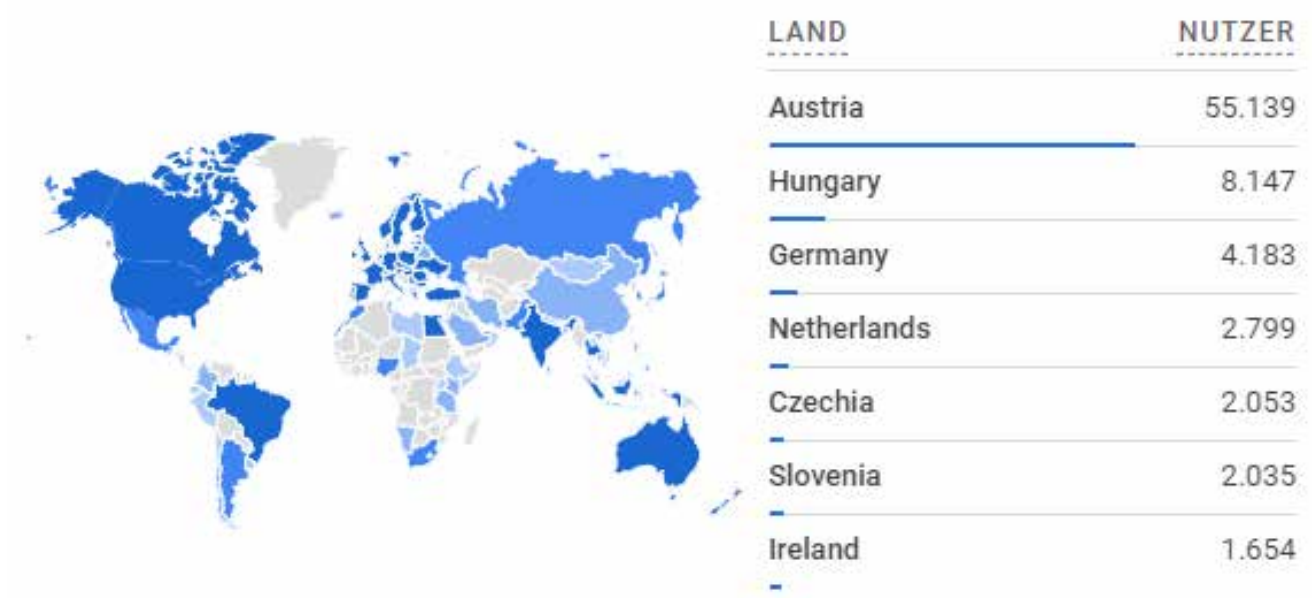 LAND NUTZER
Austria 55.139
Hungary 8.147
Germany 4.183
Netherlands 2.799
Czechia 2.053
Slovenia 2.035
Ireland 1.654